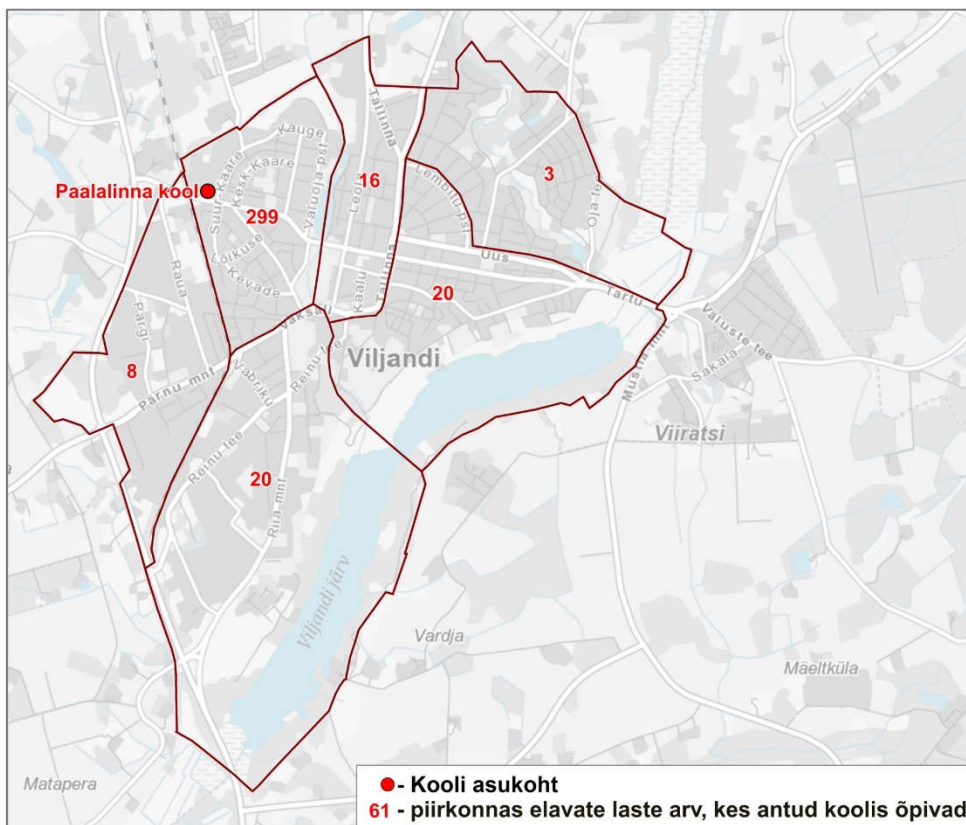 Tallinna
Lauge
Kesk-Kaare
Suur-Kaare
Valuoja pst
Leola
16
3
Lembitu pst
Oja tee
Paalalinna kool
299
Lõikuse
Kevade
Uus
Raua
Kaalu
Tallinna
20
Tartu
Pargi
Vaksali
Viljandi
Reinu tee
Musila mnt
Valuste tee
Sakala
8
Pärnu mnt
Vabriku
Viiratsi
Reinu tee
20
Riia mnt
Viljandi järv
Vardja
Mäeltküla
Matapera
- Kooli asukoht
61 - piirkonnas elavate laste arv, kes antud koolis õpivad